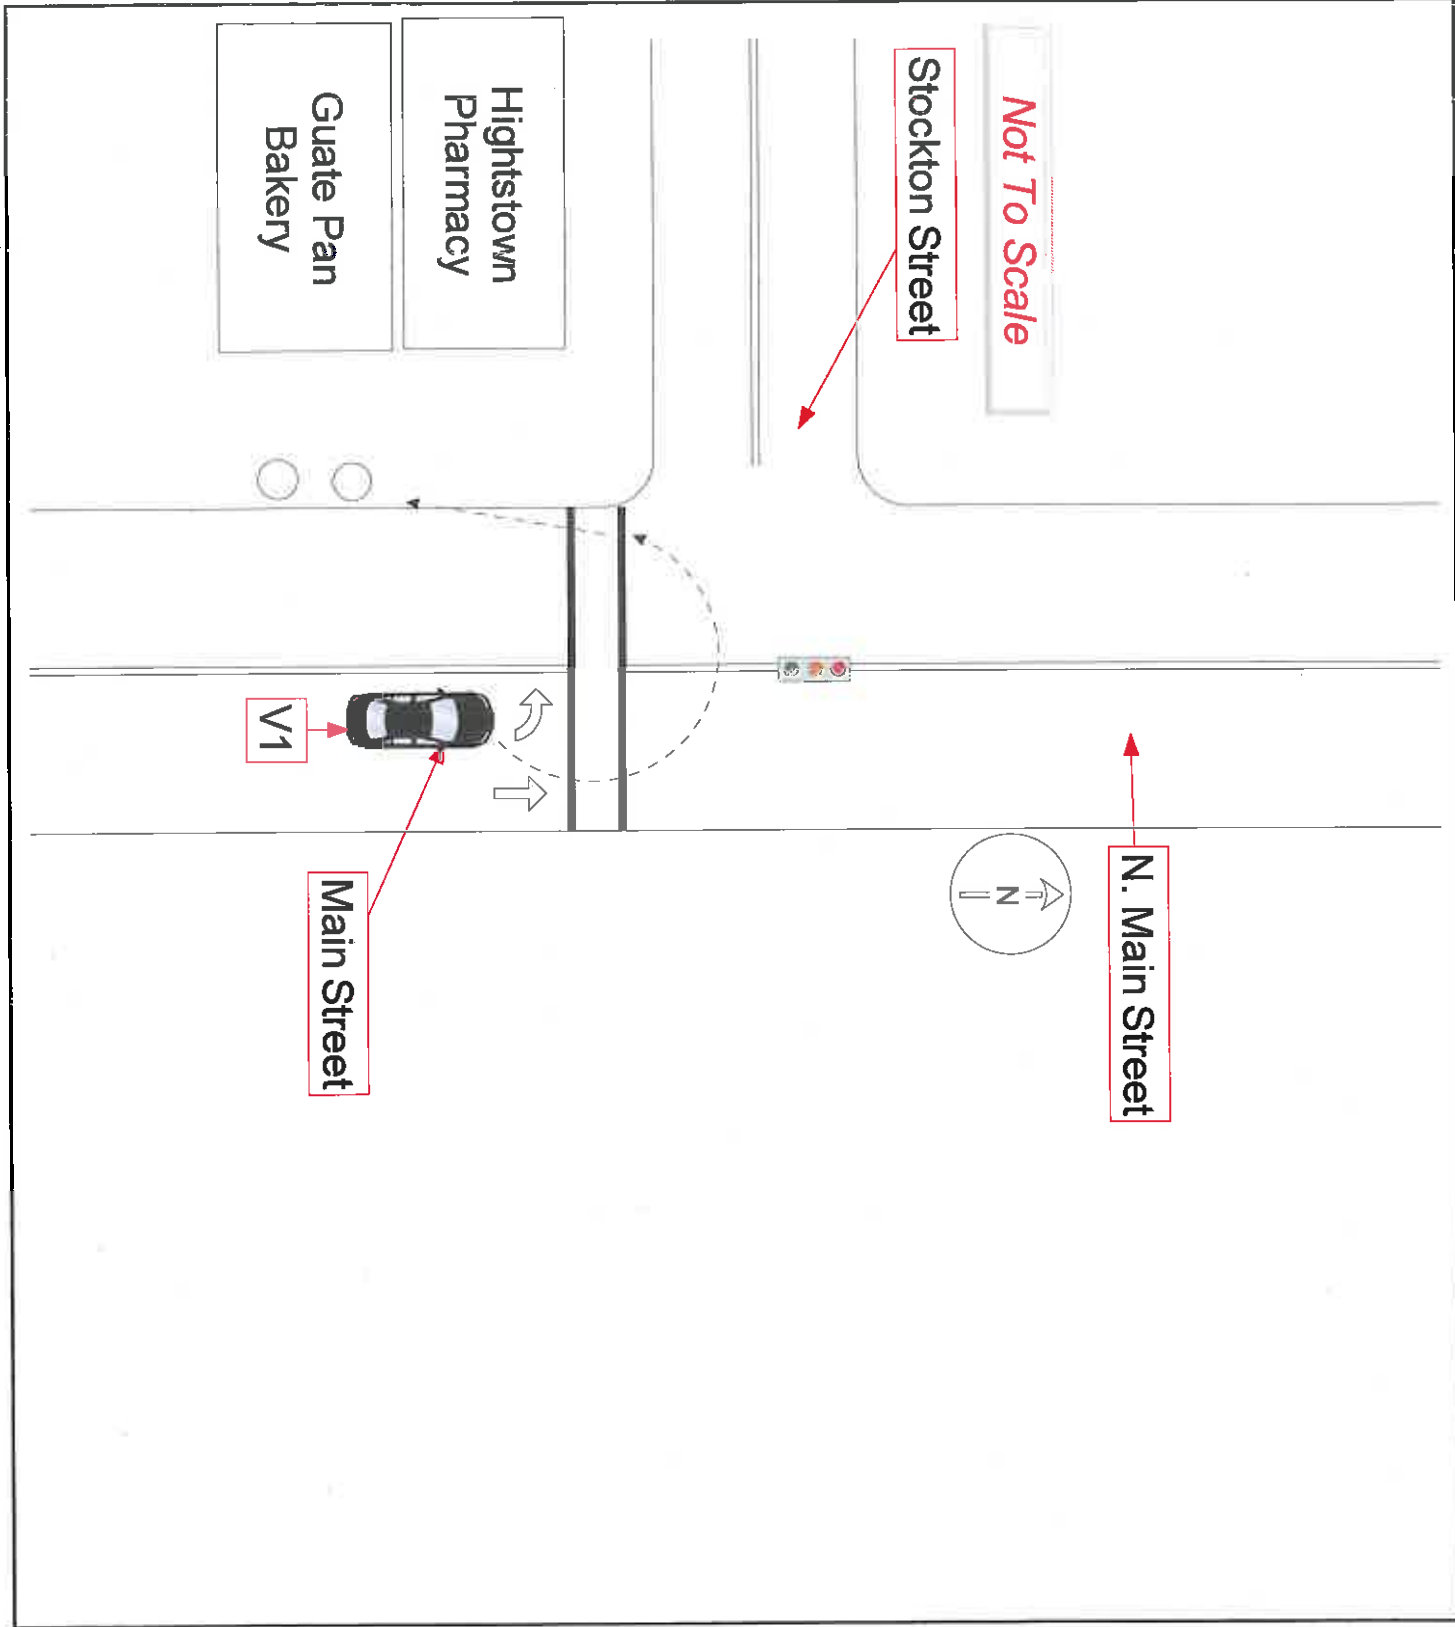 Not To Scale
Stockton Street
Hightstown
Pharmacy
Guate Pan
Bakery
N. Main Street
N
Main Street
V1